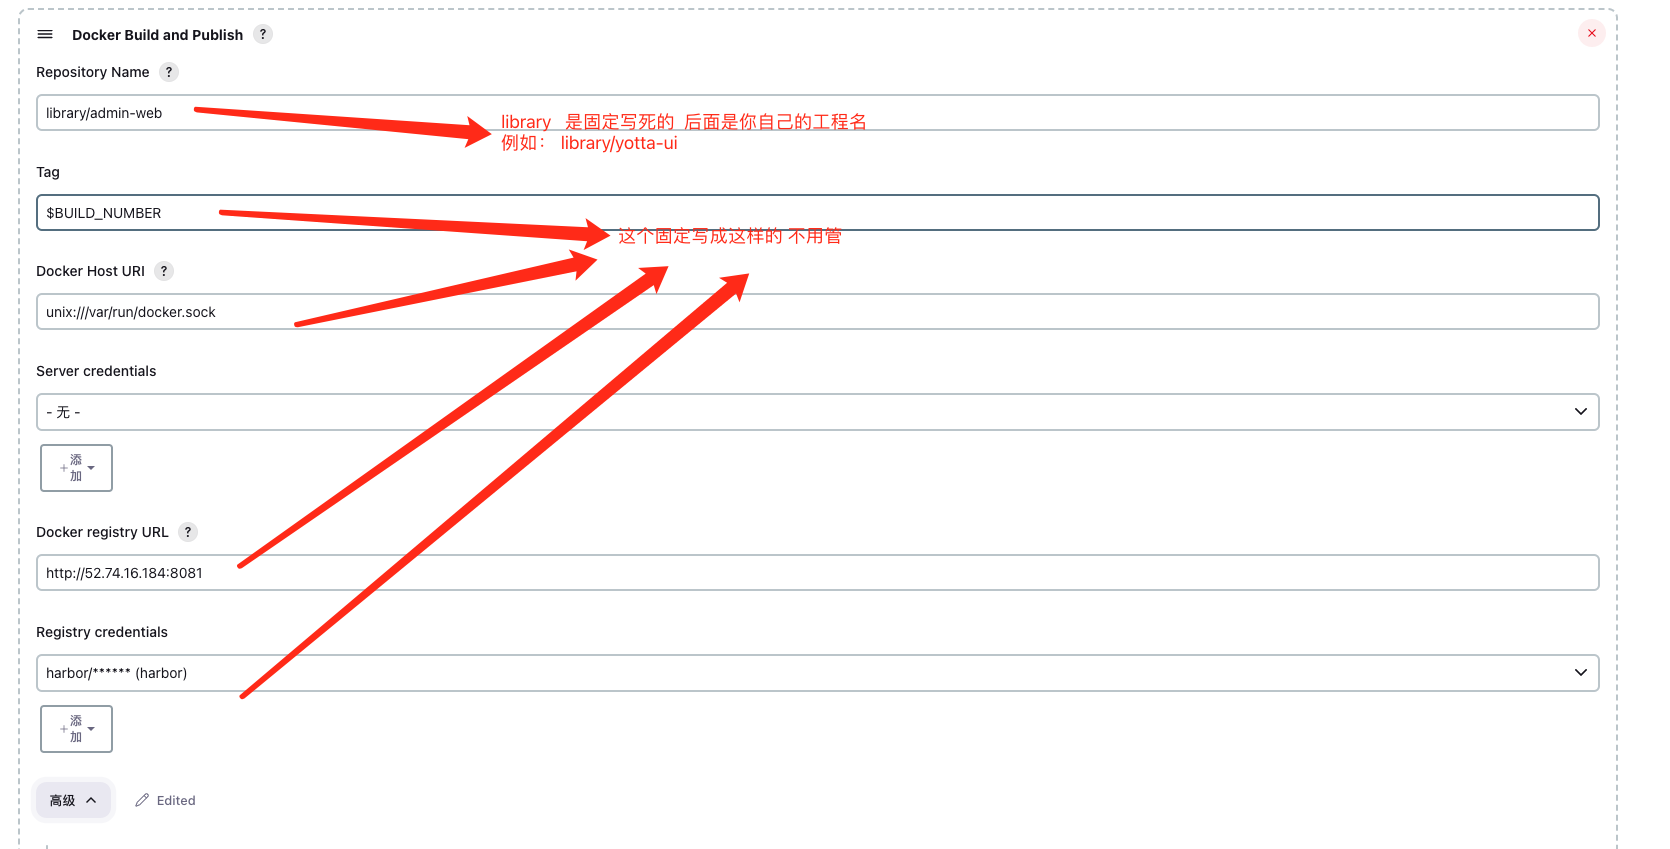 Docker Build and Publish ?
Repository Name ?
library/admin-web
library 是固定写死的 后面是你自己的工程名
例如： library/yotta-ui
Tag
$BUILD_NUMBER
这个固定写成这样的 不用管
Docker Host URI ?
unix:///var/run/docker.sock
Server credentials
- 无 -
+添
加
Docker registry URL ?
http://52.74.16.184:8081
Registry credentials
harbor/****** (harbor)
+添
加
高级
Edited